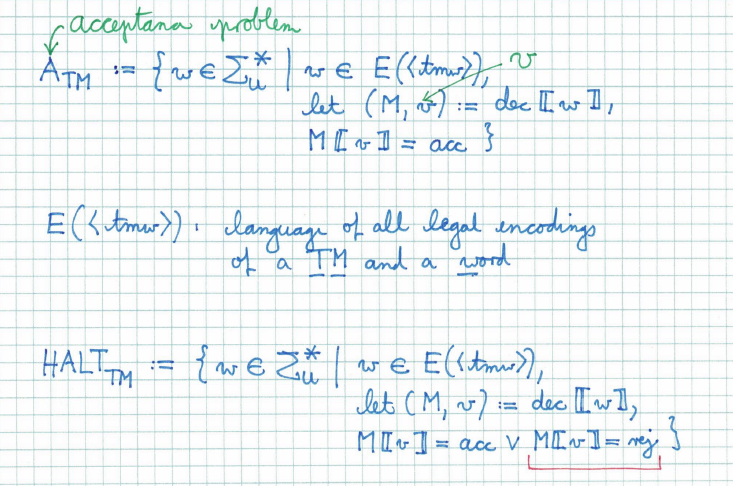 acceptance problem
A_TM := { w ∈ Σ_u^* | w ∈ E(⟨tmw⟩), v
let (M, v) := dec ⟦w⟧,
M⟦v⟧ = acc }
E(⟨tmw⟩): language of all legal encodings
of a TM and a word
HALT_TM := { w ∈ Σ_u^* | w ∈ E(⟨tmw⟩),
let (M, v) := dec ⟦w⟧,
M⟦v⟧ = acc ∨ M⟦v⟧ = rej }